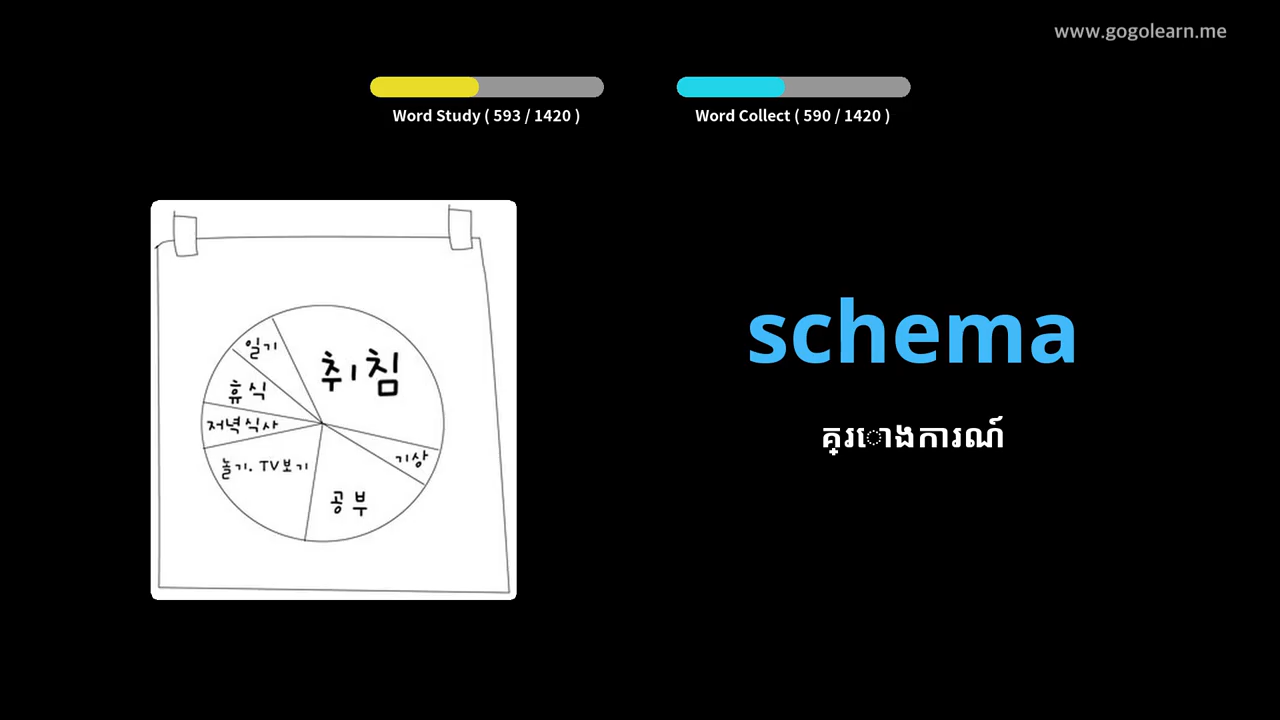 www.gogolearn.me
Word Study ( 593 / 1420 )
Word Collect ( 590 / 1420 )
일기
취침
휴식
저녁식사
기상
놀기. TV보기
공부
schema
គ្រោងការណ៍